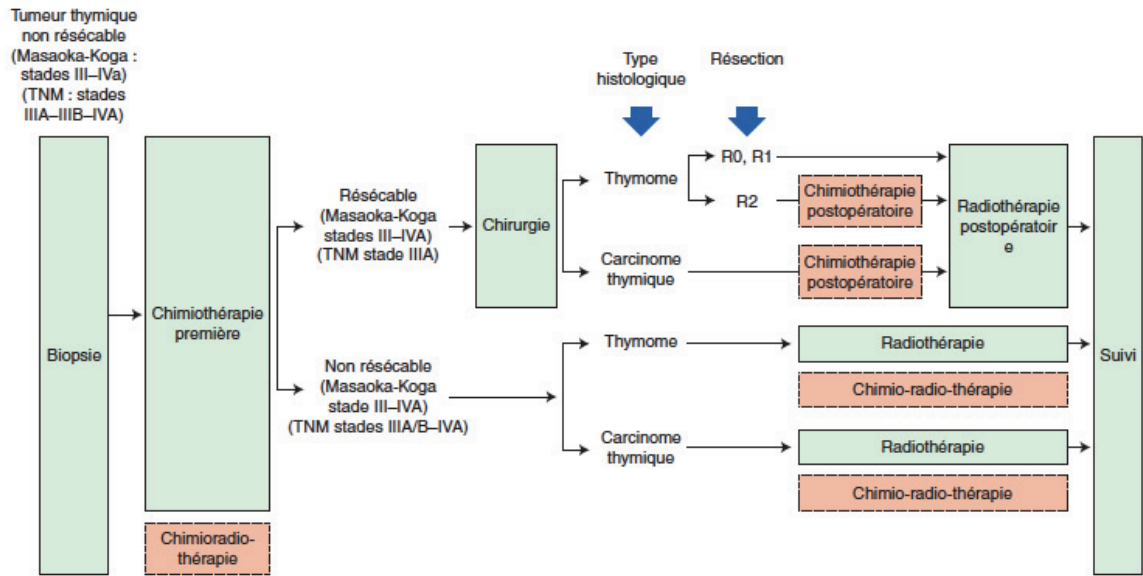 Tumeur thymique
non résécable
(Masaoka-Koga :
stades III–IVa)
(TNM : stades
IIIA–IIIB–IVA)
Biopsie
Chimiothérapie
première
Chimioradio-
thérapie
Résécable
(Masaoka-Koga
stades III–IVA)
(TNM stade IIIA)
Non résécable
(Masaoka-Koga
stade III–IVA)
(TNM stades IIIA/B–IVA)
Chirurgie
Type
histologique
Résection
Thymome
R0, R1
R2
Chimiothérapie
postopératoire
Carcinome
thymique
Chimiothérapie
postopératoire
Radiothérapie
postopératoir
e
Thymome
Radiothérapie
Chimio-radio-thérapie
Carcinome
thymique
Radiothérapie
Chimio-radio-thérapie
Suivi